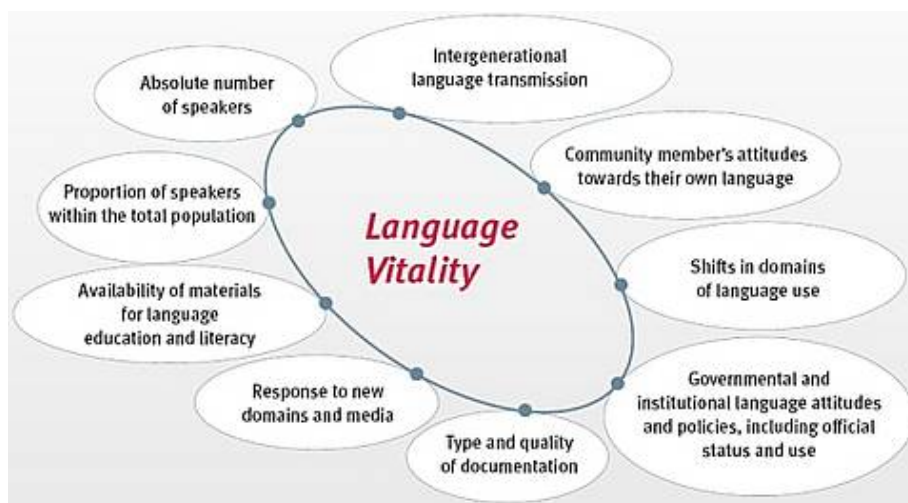 Intergenerational
language transmission
Absolute number
of speakers
Community member's attitudes
towards their own language
Proportion of speakers
within the total population
Language
Vitality
Shifts in domains
of language use
Availability of materials
for language
education and literacy
Governmental and
institutional language attitudes
and policies, including official
status and use
Response to new
domains and media
Type and quality
of documentation